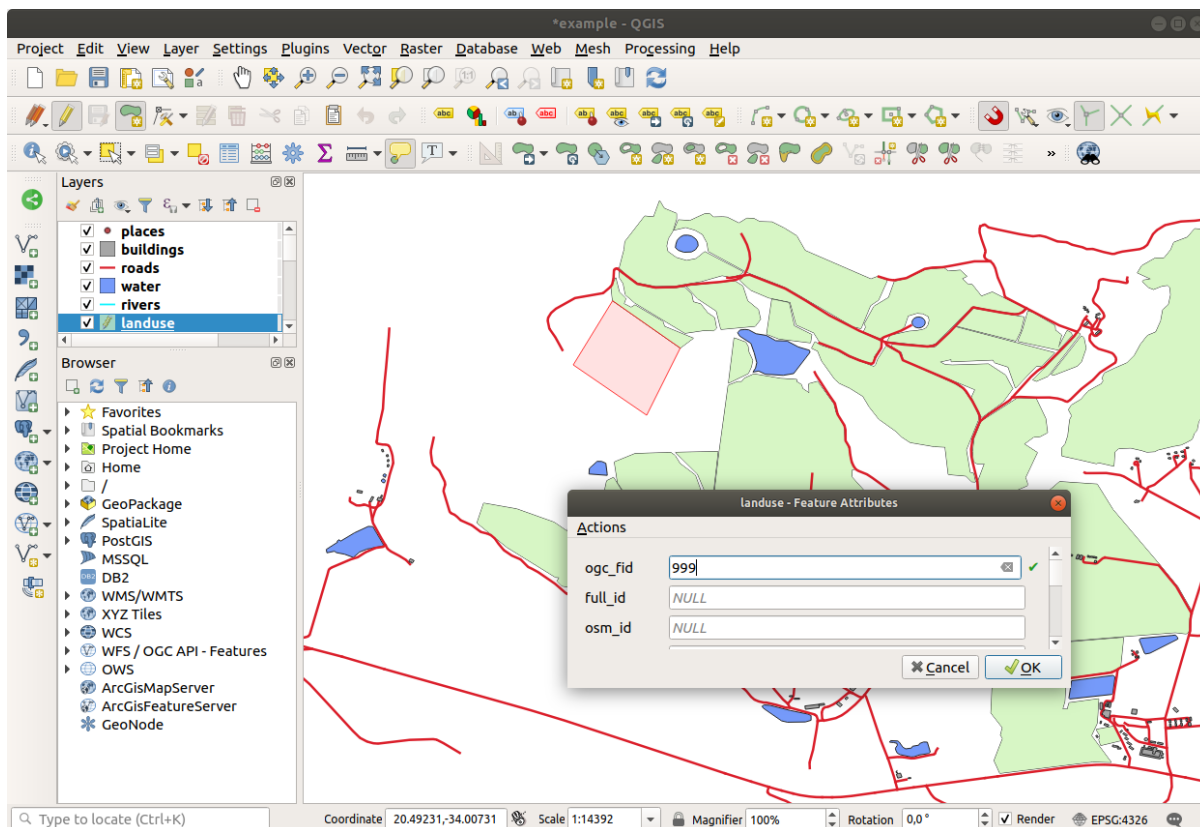 *example - QGIS
Project Edit View Layer Settings Plugins Vector Raster Database Web Mesh Processing Help
Layers
places
buildings
roads
water
rivers
landuse
Browser
Favorites
Spatial Bookmarks
Project Home
Home
/
GeoPackage
SpatiaLite
PostGIS
MSSQL
DB2
WMS/WMTS
XYZ Tiles
WCS
WFS / OGC API - Features
OWS
ArcGisMapServer
ArcGisFeatureServer
GeoNode
landuse - Feature Attributes
Actions
ogc_fid 999
full_id NULL
osm_id NULL
Cancel OK
Type to locate (Ctrl+K) Coordinate 20.49231,-34.00731 Scale 1:14392 Magnifier 100% Rotation 0,0 ° Render EPSG:4326